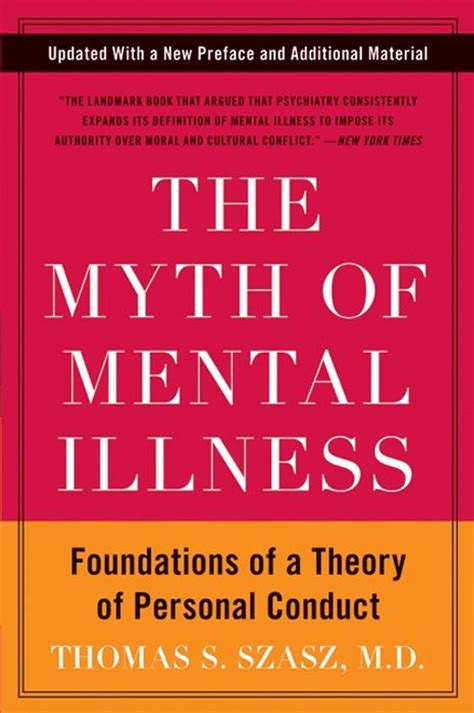 Updated With a New Preface and Additional Material
"THE LANDMARK BOOK THAT ARGUED THAT PSYCHIATRY CONSISTENTLY
EXPANDS ITS DEFINITION OF MENTAL ILLNESS TO IMPOSE ITS
AUTHORITY OVER MORAL AND CULTURAL CONFLICT." —NEW YORK TIMES
THE
MYTH OF
MENTAL
ILLNESS
Foundations of a Theory
of Personal Conduct
THOMAS S. SZASZ, M.D.